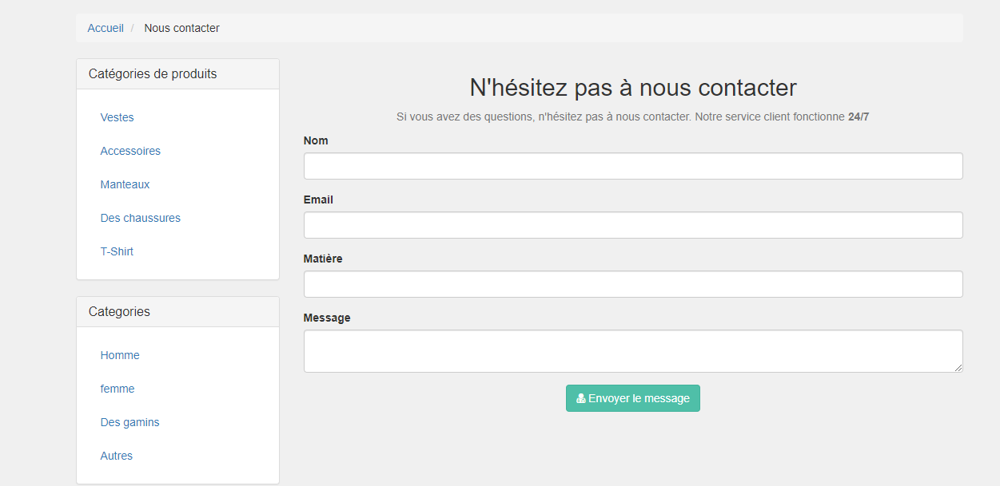 Accueil / Nous contacter
Catégories de produits
Vestes
Accessoires
Manteaux
Des chaussures
T-Shirt
Categories
Homme
femme
Des gamins
Autres
N'hésitez pas à nous contacter
Si vous avez des questions, n'hésitez pas à nous contacter. Notre service client fonctionne 24/7
Nom
Email
Matière
Message
Envoyer le message